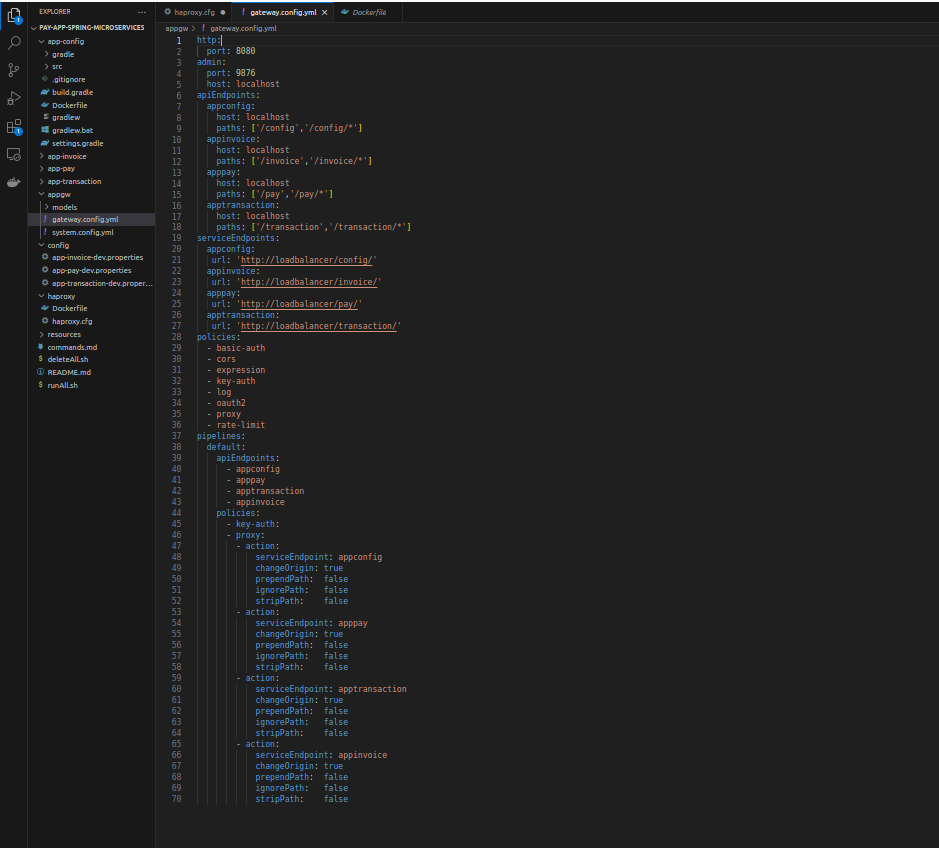 EXPLORER ...
PAY-APP-SPRING-MICROSERVICES
app-config
gradle
src
.gitignore
build.gradle
Dockerfile
gradlew
gradlew.bat
settings.gradle
app-invoice
app-pay
app-transaction
appgw
models
! gateway.config.yml
! system.config.yml
config
app-invoice-dev.properties
app-pay-dev.properties
app-transaction-dev.proper...
haproxy
Dockerfile
haproxy.cfg
resources
commands.md
$ deleteAll.sh
README.md
$ runAll.sh
1
1
haproxy.cfg ● ! gateway.config.yml × Dockerfile
appgw > ! gateway.config.yml
1 http:
2 port: 8080
3 admin:
4 port: 9876
5 host: localhost
6 apiEndpoints:
7 appconfig:
8 host: localhost
9 paths: ['/config','/config/*']
10 appinvoice:
11 host: localhost
12 paths: ['/invoice','/invoice/*']
13 apppay:
14 host: localhost
15 paths: ['/pay','/pay/*']
16 apptransaction:
17 host: localhost
18 paths: ['/transaction','/transaction/*']
19 serviceEndpoints:
20 appconfig:
21 url: 'http://loadbalancer/config/'
22 appinvoice:
23 url: 'http://loadbalancer/invoice/'
24 apppay:
25 url: 'http://loadbalancer/pay/'
26 apptransaction:
27 url: 'http://loadbalancer/transaction/'
28 policies:
29 - basic-auth
30 - cors
31 - expression
32 - key-auth
33 - log
34 - oauth2
35 - proxy
36 - rate-limit
37 pipelines:
38 default:
39 apiEndpoints:
40 - appconfig
41 - apppay
42 - apptransaction
43 - appinvoice
44 policies:
45 - key-auth:
46 - proxy:
47 - action:
48 serviceEndpoint: appconfig
49 changeOrigin: true
50 prependPath: false
51 ignorePath: false
52 stripPath: false
53 - action:
54 serviceEndpoint: apppay
55 changeOrigin: true
56 prependPath: false
57 ignorePath: false
58 stripPath: false
59 - action:
60 serviceEndpoint: apptransaction
61 changeOrigin: true
62 prependPath: false
63 ignorePath: false
64 stripPath: false
65 - action:
66 serviceEndpoint: appinvoice
67 changeOrigin: true
68 prependPath: false
69 ignorePath: false
70 stripPath: false